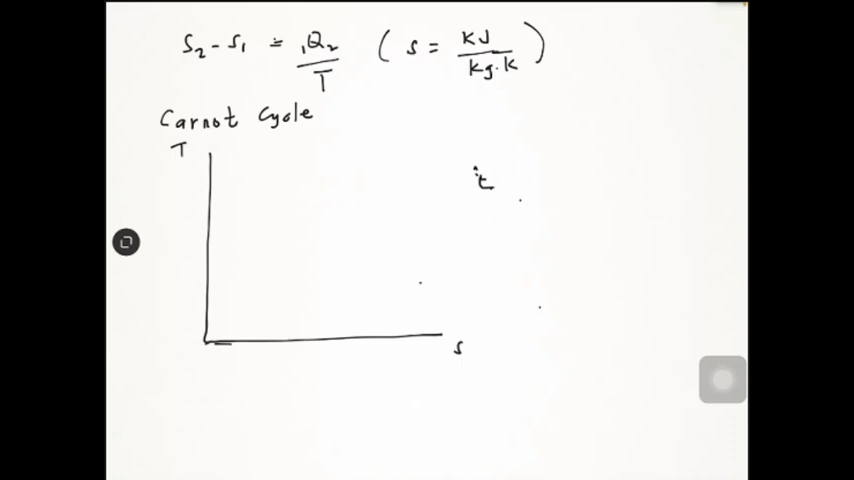 s₂ - s₁ = ₁Q₂/T ( s = kJ/kg.k )
Carnot Cycle
T
s